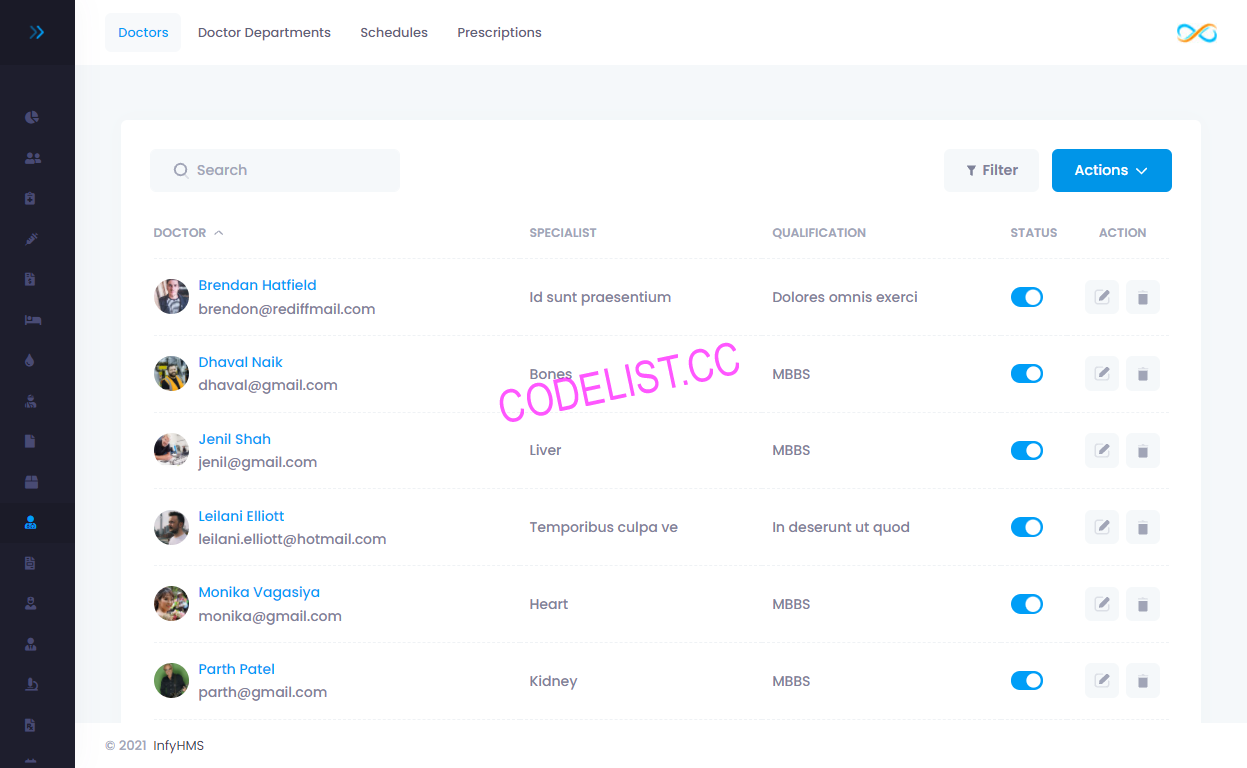 Doctors Doctor Departments Schedules Prescriptions
Search Filter Actions
DOCTOR SPECIALIST QUALIFICATION STATUS ACTION
Brendan Hatfield
brendon@rediffmail.com Id sunt praesentium Dolores omnis exerci
Dhaval Naik
dhaval@gmail.com Bones MBBS
CODELIST.CC
Jenil Shah
jenil@gmail.com Liver MBBS
Leilani Elliott
leilani.elliott@hotmail.com Temporibus culpa ve In deserunt ut quod
Monika Vagasiya
monika@gmail.com Heart MBBS
Parth Patel
parth@gmail.com Kidney MBBS
© 2021 InfyHMS